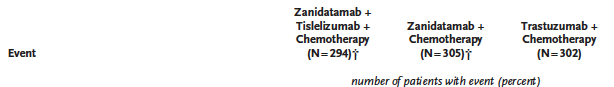 Zanidatamab +
Tislelizumab +
Chemotherapy
(N=294)†
Zanidatamab +
Chemotherapy
(N=305)†
Trastuzumab +
Chemotherapy
(N=302)
Event
number of patients with event (percent)